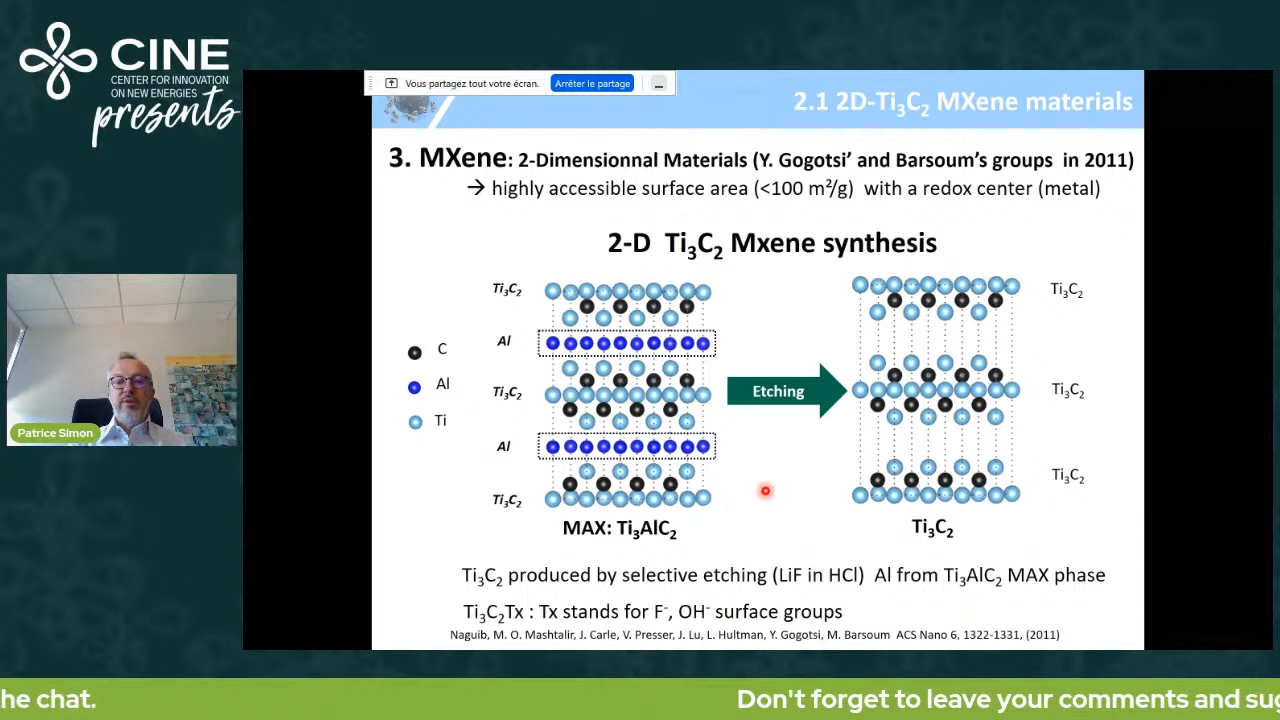 CINE
CENTER FOR INNOVATION
ON NEW ENERGIES
presents
Vous partagez tout votre écran.
Arrêter le partage
2.1 2D-Ti3C2 MXene materials
3. MXene: 2-Dimensionnal Materials (Y. Gogotsi’ and Barsoum’s groups in 2011)
→ highly accessible surface area (<100 m²/g) with a redox center (metal)
2-D Ti3C2 Mxene synthesis
Ti3C2
Al
Ti3C2
Al
Ti3C2
C
Al
Ti
Etching
Ti3C2
Ti3C2
Ti3C2
MAX: Ti3AlC2
Ti3C2
Ti3C2 produced by selective etching (LiF in HCl) Al from Ti3AlC2 MAX phase
Ti3C2Tx : Tx stands for F-, OH- surface groups
Naguib, M. O. Mashtalir, J. Carle, V. Presser, J. Lu, L. Hultman, Y. Gogotsi, M. Barsoum ACS Nano 6, 1322-1331, (2011)
Patrice Simon
he chat.
Don't forget to leave your comments and sug